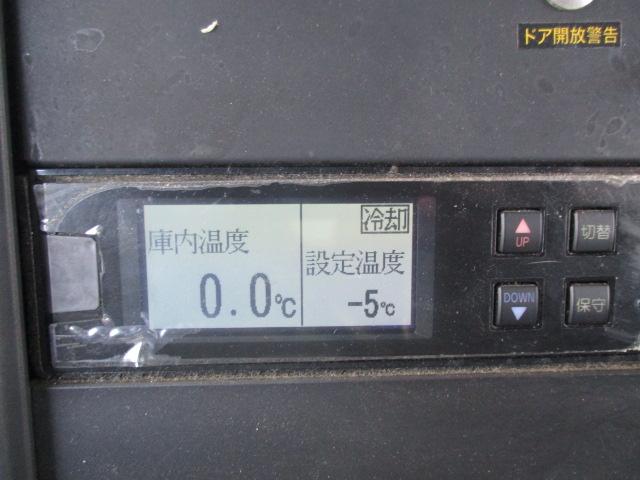 ドア開放警告
冷却
庫内温度
設定温度
0.0℃
-5℃
UP
切替
DOWN
保守